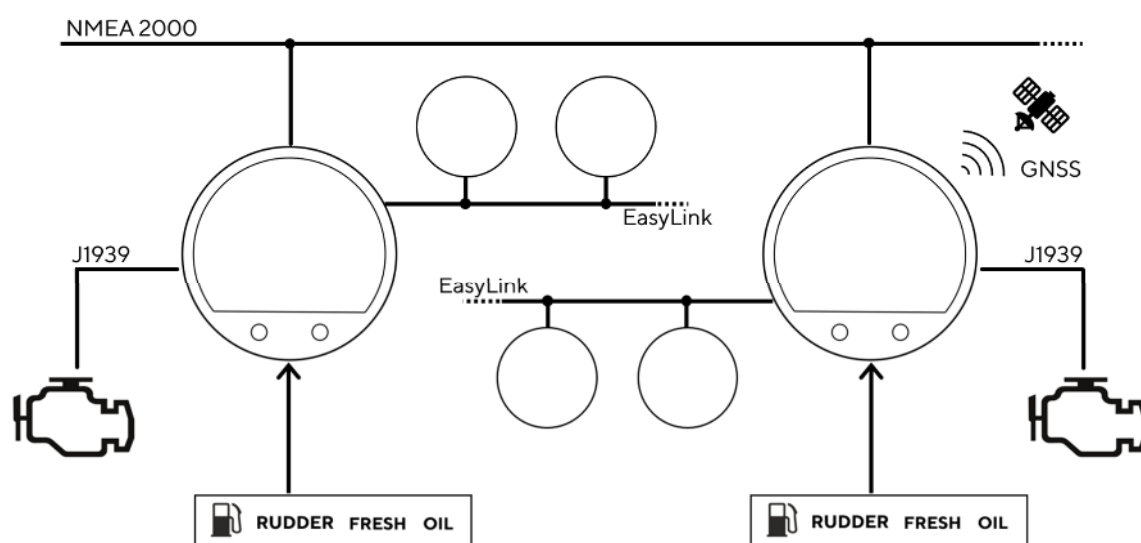 NMEA 2000
GNSS
EasyLink
J1939
J1939
EasyLink
RUDDER FRESH OIL
RUDDER FRESH OIL